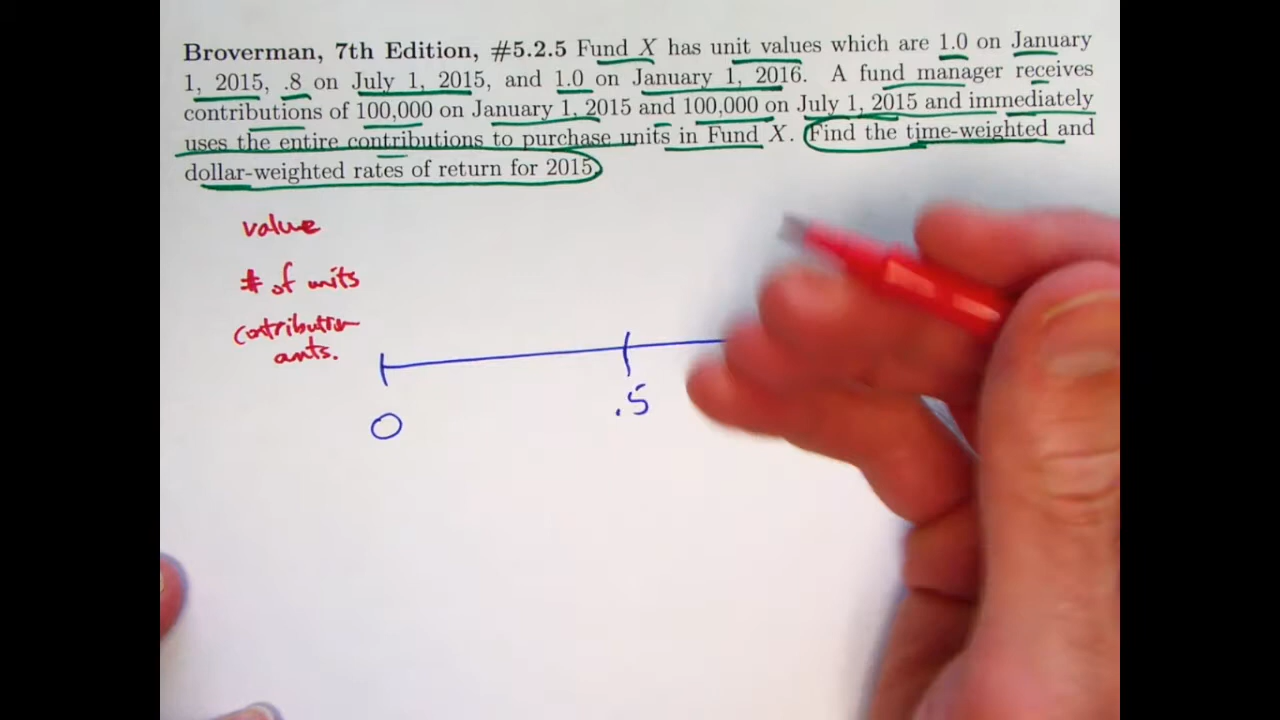 Broverman, 7th Edition, #5.2.5 Fund X has unit values which are 1.0 on January
1, 2015, .8 on July 1, 2015, and 1.0 on January 1, 2016. A fund manager receives
contributions of 100,000 on January 1, 2015 and 100,000 on July 1, 2015 and immediately
uses the entire contributions to purchase units in Fund X. Find the time-weighted and
dollar-weighted rates of return for 2015.
value
# of units
contribution
amts.
0 .5